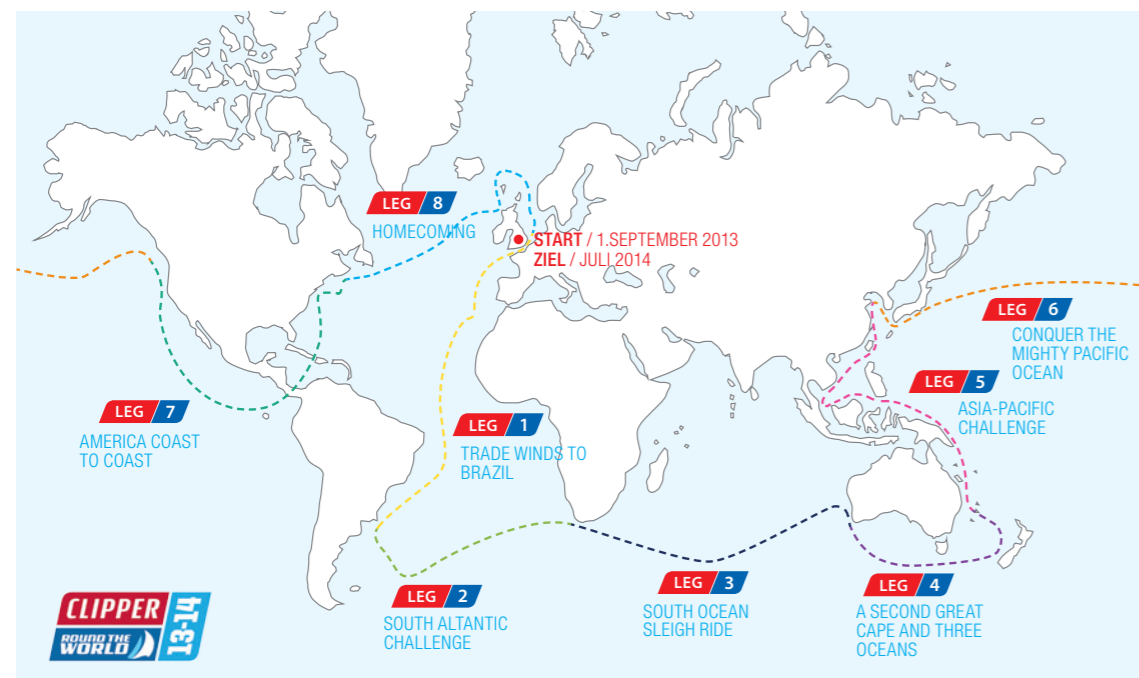 LEG 8
HOMECOMING
START / 1.SEPTEMBER 2013
ZIEL / JULI 2014
LEG 6
CONQUER THE
MIGHTY PACIFIC
OCEAN
LEG 5
ASIA-PACIFIC
CHALLENGE
LEG 7
AMERICA COAST
TO COAST
LEG 1
TRADE WINDS TO
BRAZIL
LEG 2
SOUTH ALTANTIC
CHALLENGE
LEG 3
SOUTH OCEAN
SLEIGH RIDE
LEG 4
A SECOND GREAT
CAPE AND THREE
OCEANS
CLIPPER
ROUND THE
WORLD
13-14